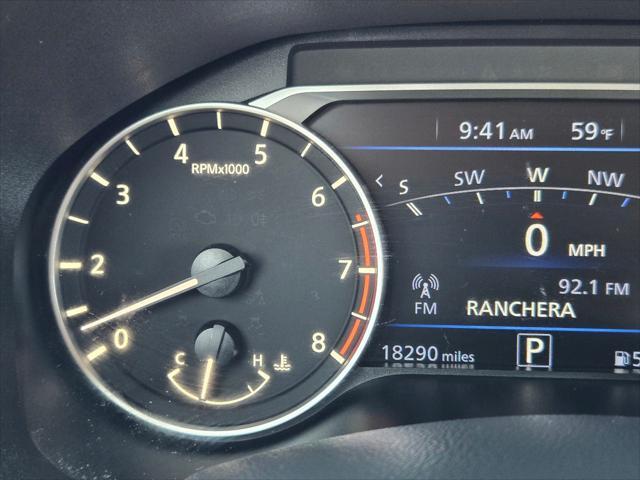 4
RPMx1000
5
3
6
2
7
0
8
C
H
9:41 AM
59°F
S SW W NW
0 MPH
92.1 FM
FM
RANCHERA
18290 miles
P
5